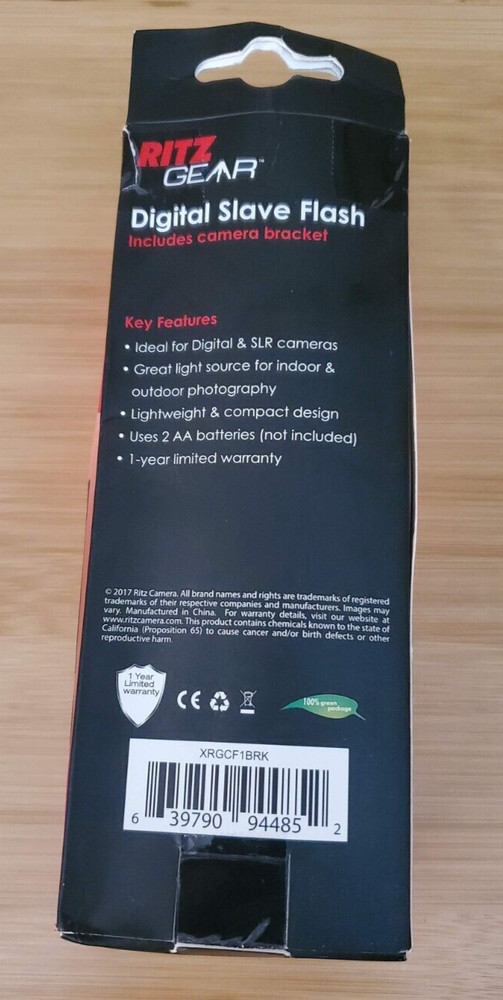 RITZ
GEAR™
Digital Slave Flash
Includes camera bracket
Key Features
• Ideal for Digital & SLR cameras
• Great light source for indoor &
outdoor photography
• Lightweight & compact design
• Uses 2 AA batteries (not included)
• 1-year limited warranty
© 2017 Ritz Camera. All brand names and rights are trademarks of registered
trademarks of their respective companies and manufacturers. Images may
vary. Manufactured in China. For warranty details, visit our website at
www.ritzcamera.com. This product contains chemicals known to the state of
California (Proposition 65) to cause cancer and/or birth defects or other
reproductive harm.
1 Year
Limited
warranty
CE
100% green
package
XRGCF1BRK
6 39790 94485 2